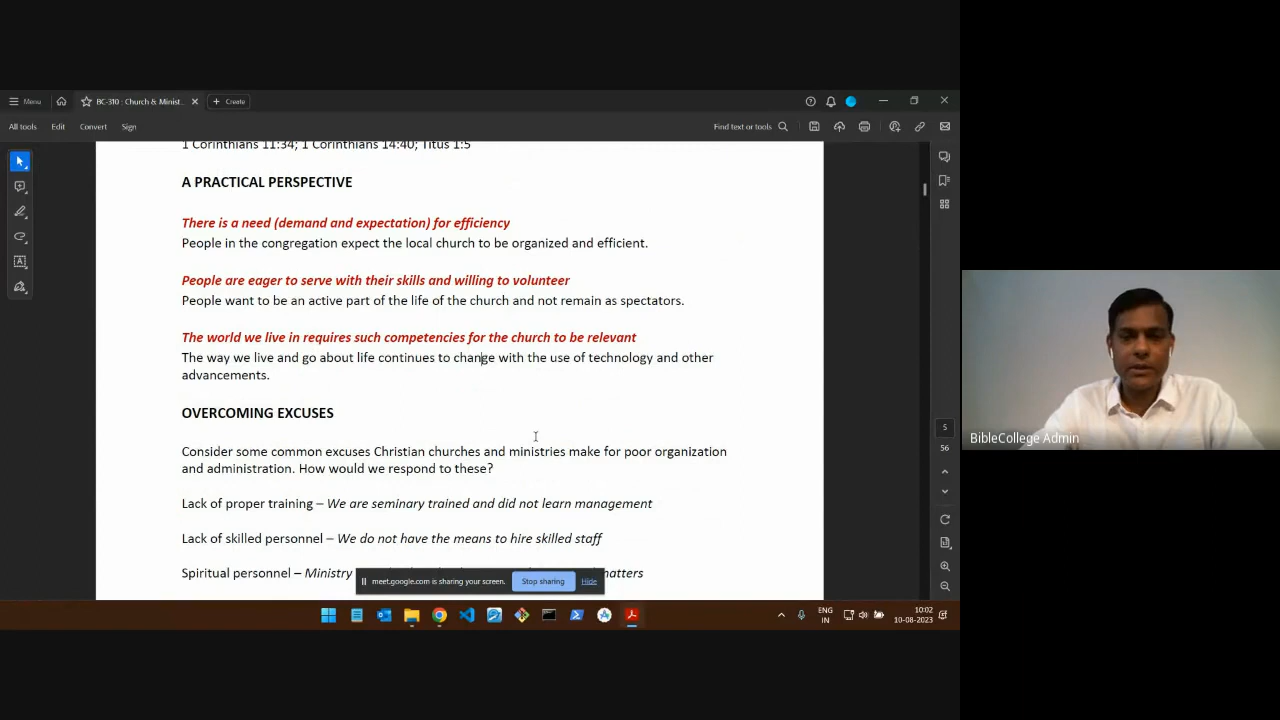 Menu
BC-310 : Church & Minist...
Create
All tools
Edit
Convert
Sign
Find text or tools
1 Corinthians 11:34; 1 Corinthians 14:40; Titus 1:5
A PRACTICAL PERSPECTIVE
There is a need (demand and expectation) for efficiency
People in the congregation expect the local church to be organized and efficient.
People are eager to serve with their skills and willing to volunteer
People want to be an active part of the life of the church and not remain as spectators.
The world we live in requires such competencies for the church to be relevant
The way we live and go about life continues to change with the use of technology and other
advancements.
OVERCOMING EXCUSES
Consider some common excuses Christian churches and ministries make for poor organization
and administration. How would we respond to these?
Lack of proper training – We are seminary trained and did not learn management
Lack of skilled personnel – We do not have the means to hire skilled staff
Spiritual personnel – Ministry matters
meet.google.com is sharing your screen.
Stop sharing
Hide
5
56
BibleCollege Admin
ENG
IN
10:02
10-08-2023